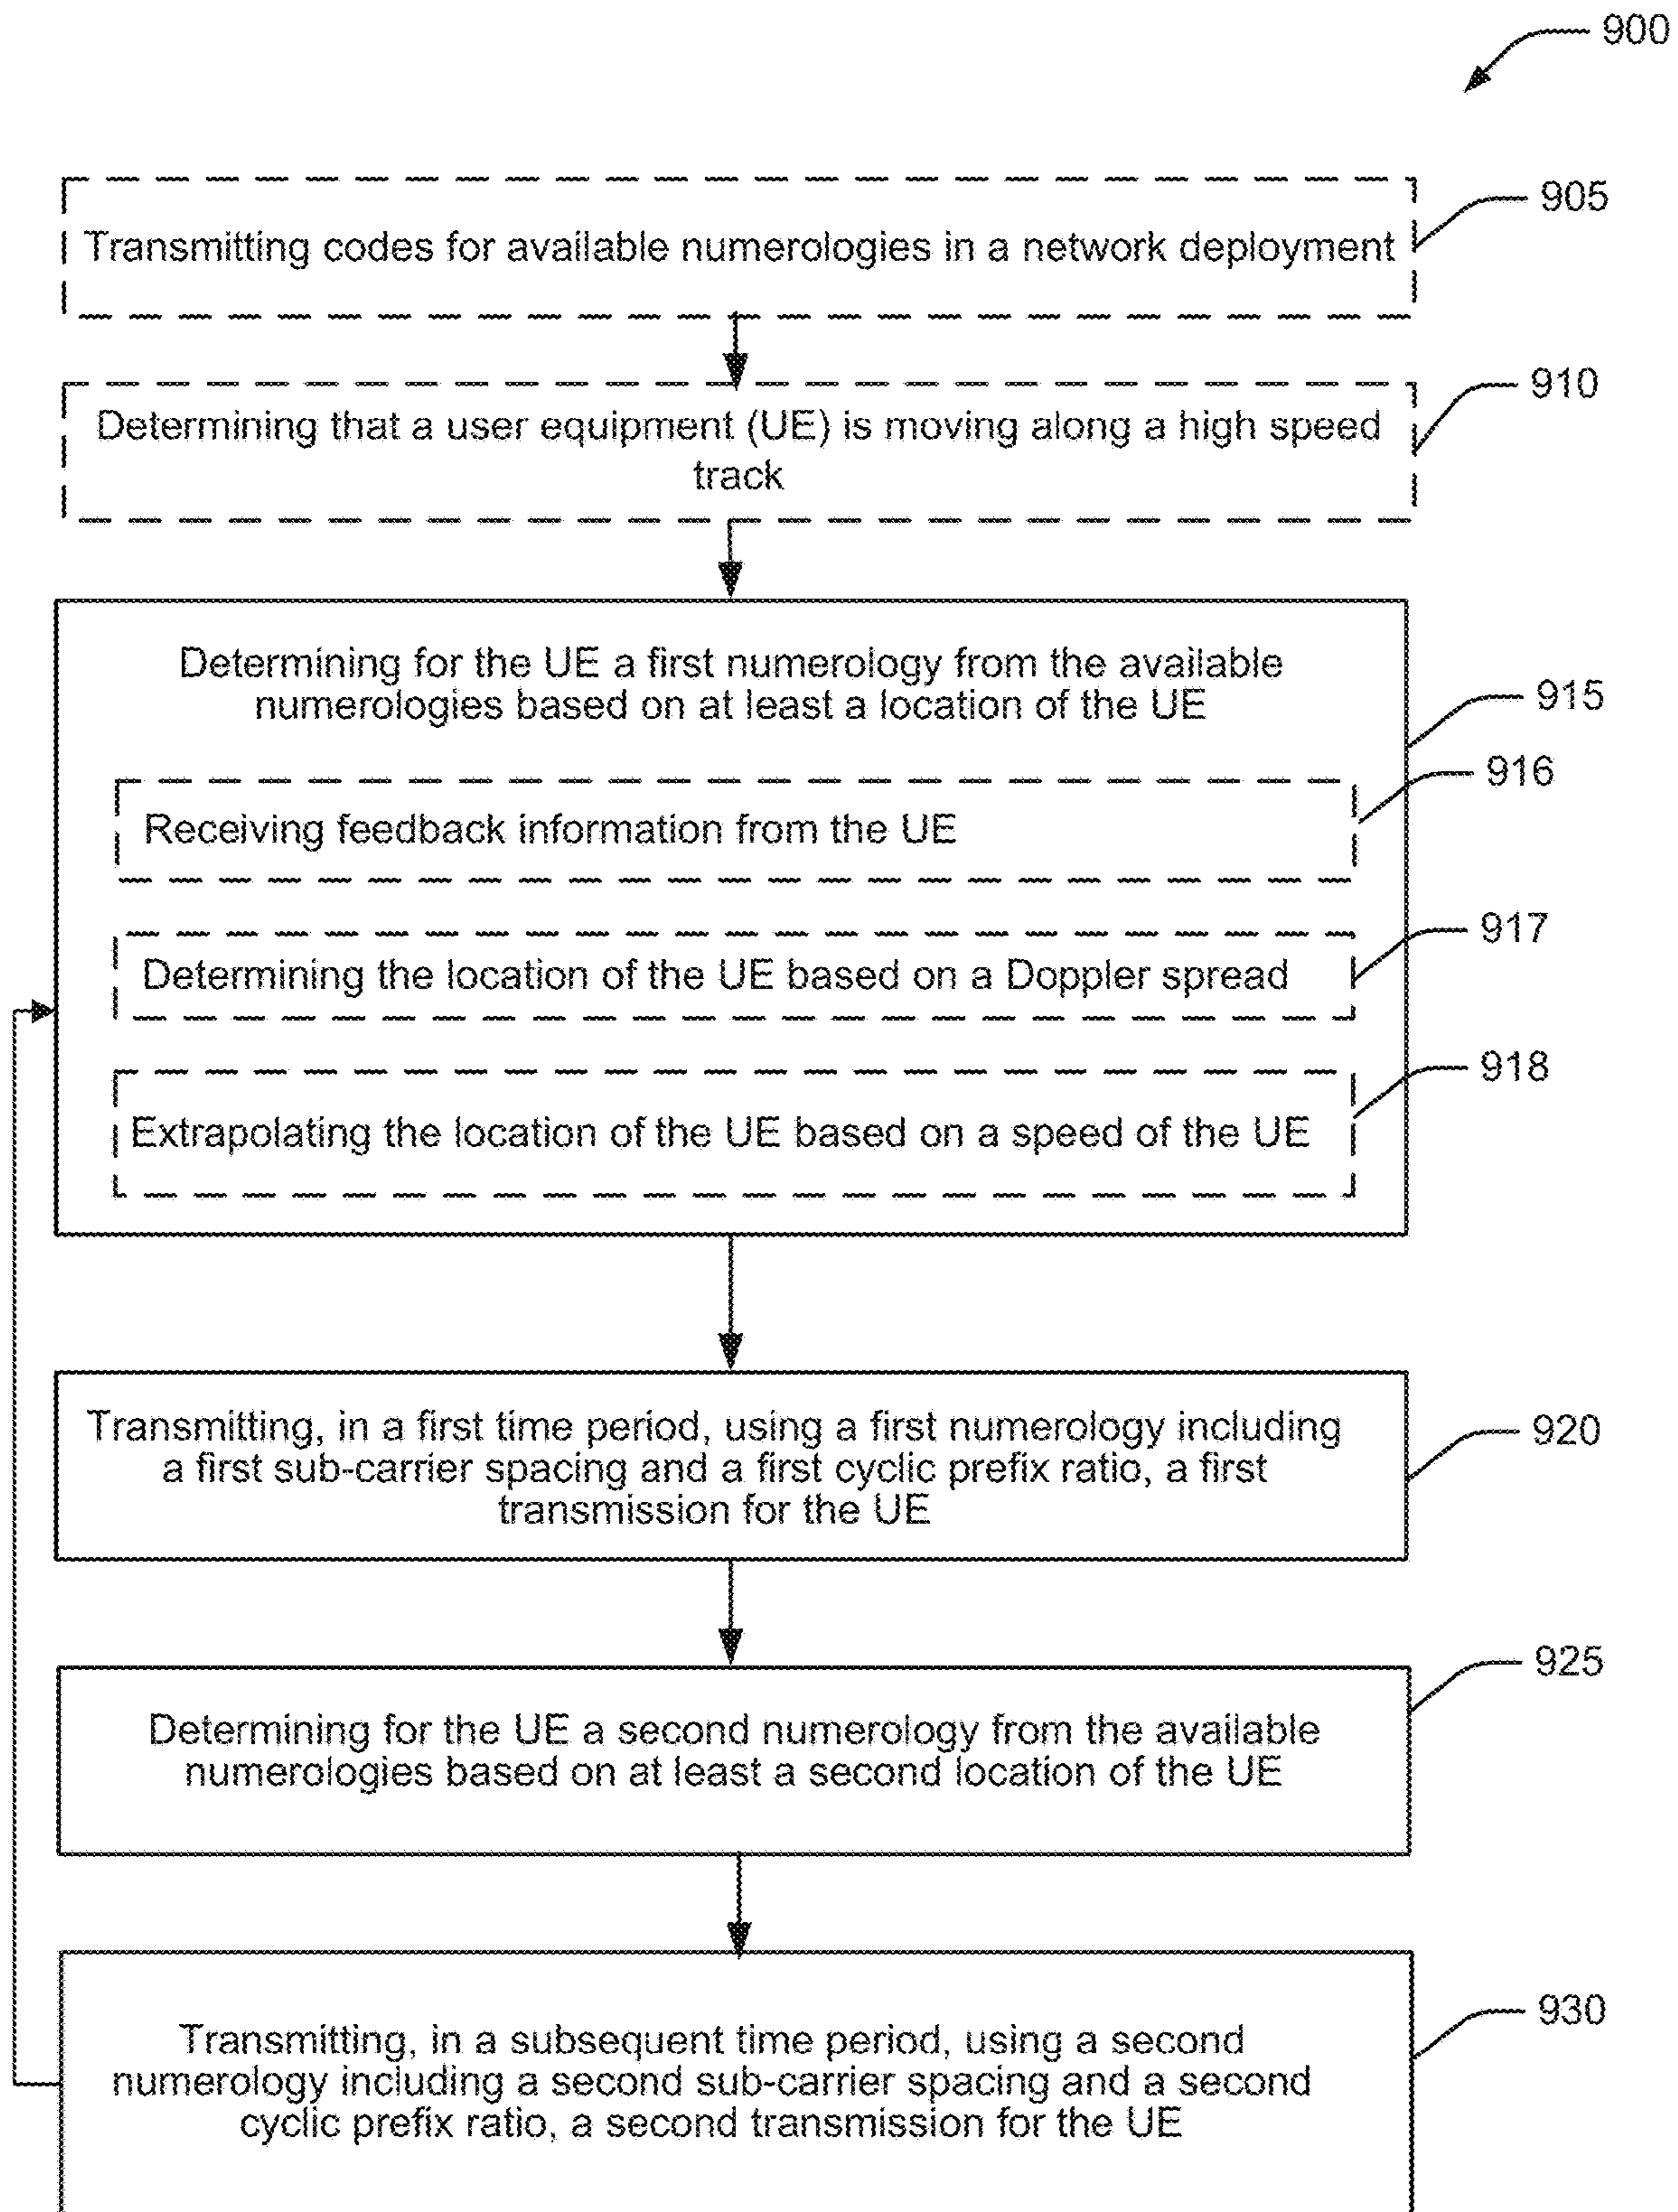 900
905
Transmitting codes for available numerologies in a network deployment
910
Determining that a user equipment (UE) is moving along a high speed
track
Determining for the UE a first numerology from the available
numerologies based on at least a location of the UE
915
916
Receiving feedback information from the UE
917
Determining the location of the UE based on a Doppler spread
918
Extrapolating the location of the UE based on a speed of the UE
Transmitting, in a first time period, using a first numerology including
a first sub-carrier spacing and a first cyclic prefix ratio, a first
transmission for the UE
920
925
Determining for the UE a second numerology from the available
numerologies based on at least a second location of the UE
930
Transmitting, in a subsequent time period, using a second
numerology including a second sub-carrier spacing and a second
cyclic prefix ratio, a second transmission for the UE